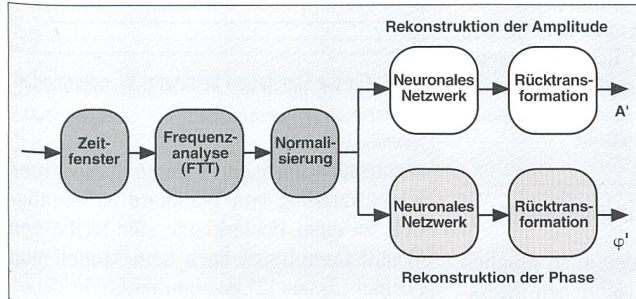 Rekonstruktion der Amplitude
Zeit-
fenster
Frequenz-
analyse
(FTT)
Normali-
sierung
Neuronales
Netzwerk
Rücktrans-
formation
A'
Neuronales
Netzwerk
Rücktrans-
formation
φ'
Rekonstruktion der Phase